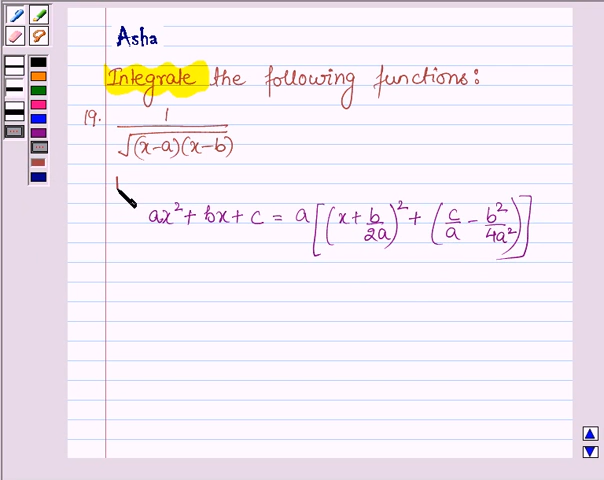 Asha
Integrate the following functions:
19. 1/√(x-a)(x-b)
ax² + bx + c = a[(x + b/2a)² + (c/a - b²/4a²)]